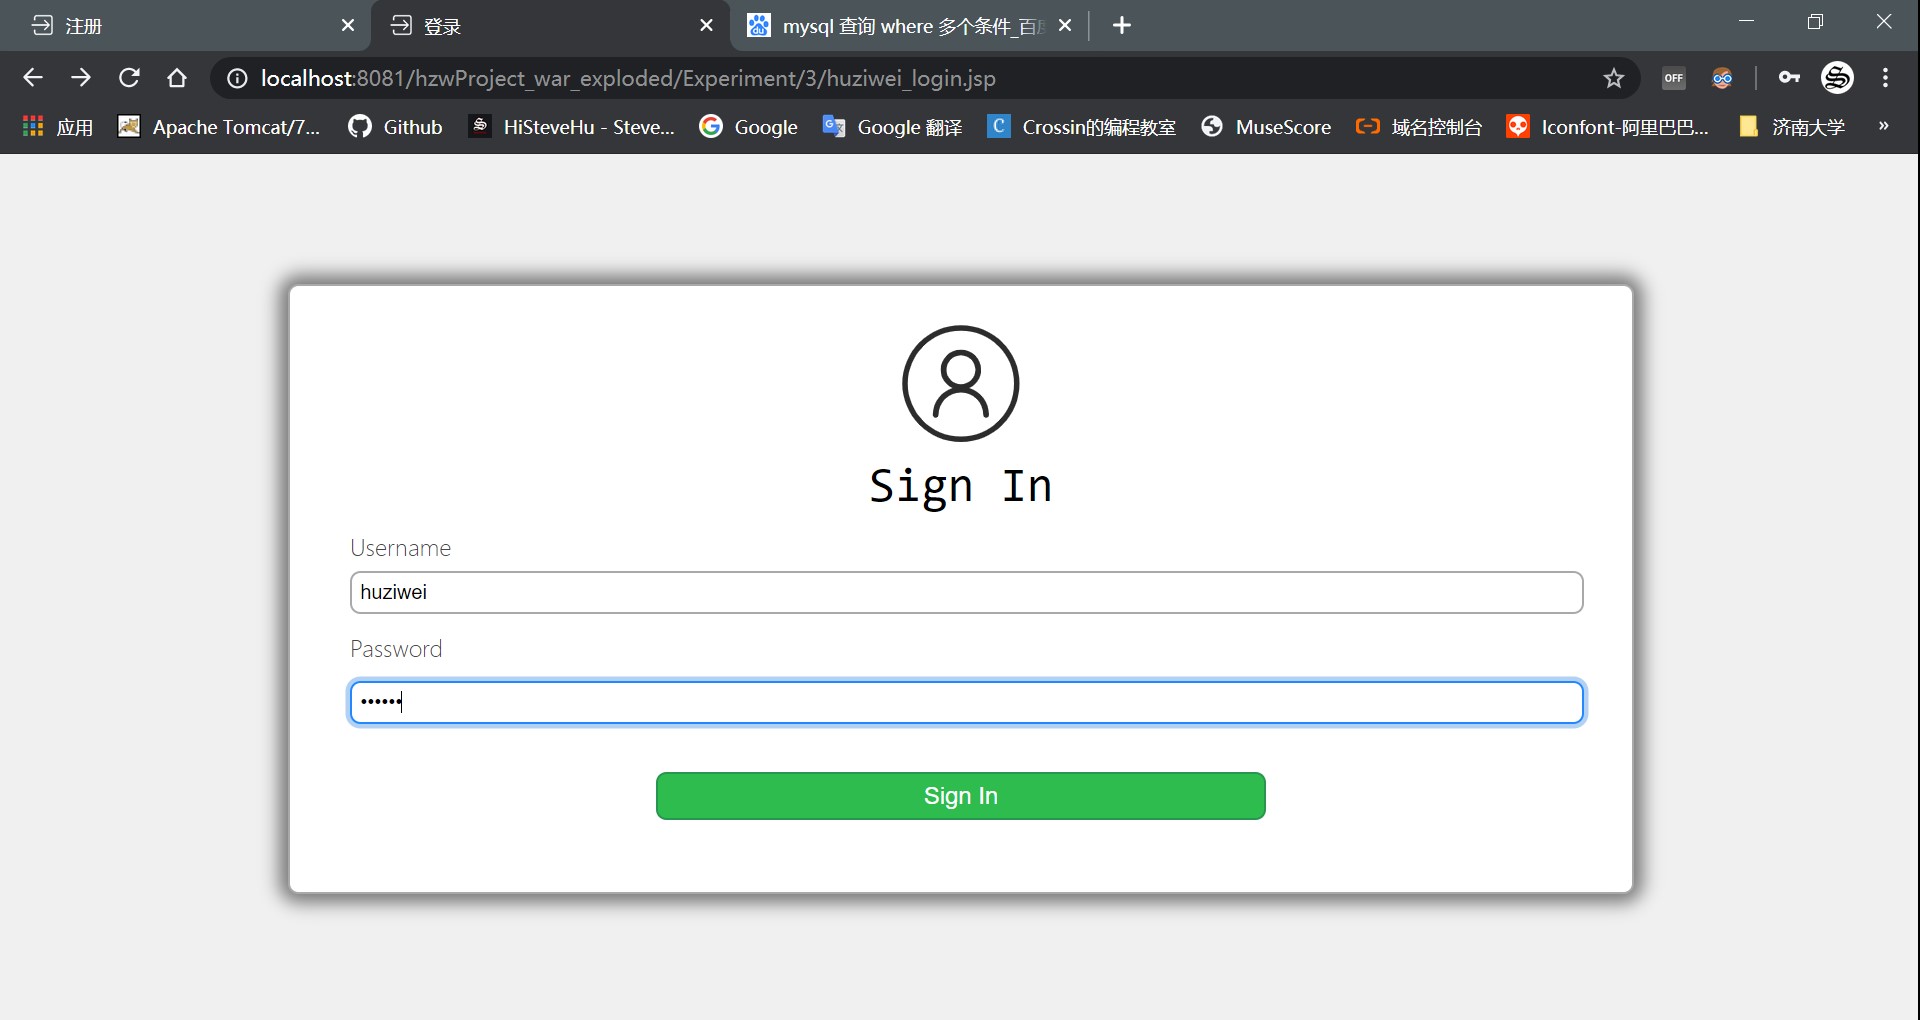 注册
登录
mysql 查询 where 多个条件_百
localhost:8081/hzwProject_war_exploded/Experiment/3/huziwei_login.jsp
OFF
应用 Apache Tomcat/7... Github HiSteveHu - Steve... Google Google 翻译 Crossin的编程教室 MuseScore 域名控制台 Iconfont-阿里巴巴... 济南大学 »
Sign In
Username
huziwei
Password
••••••
Sign In